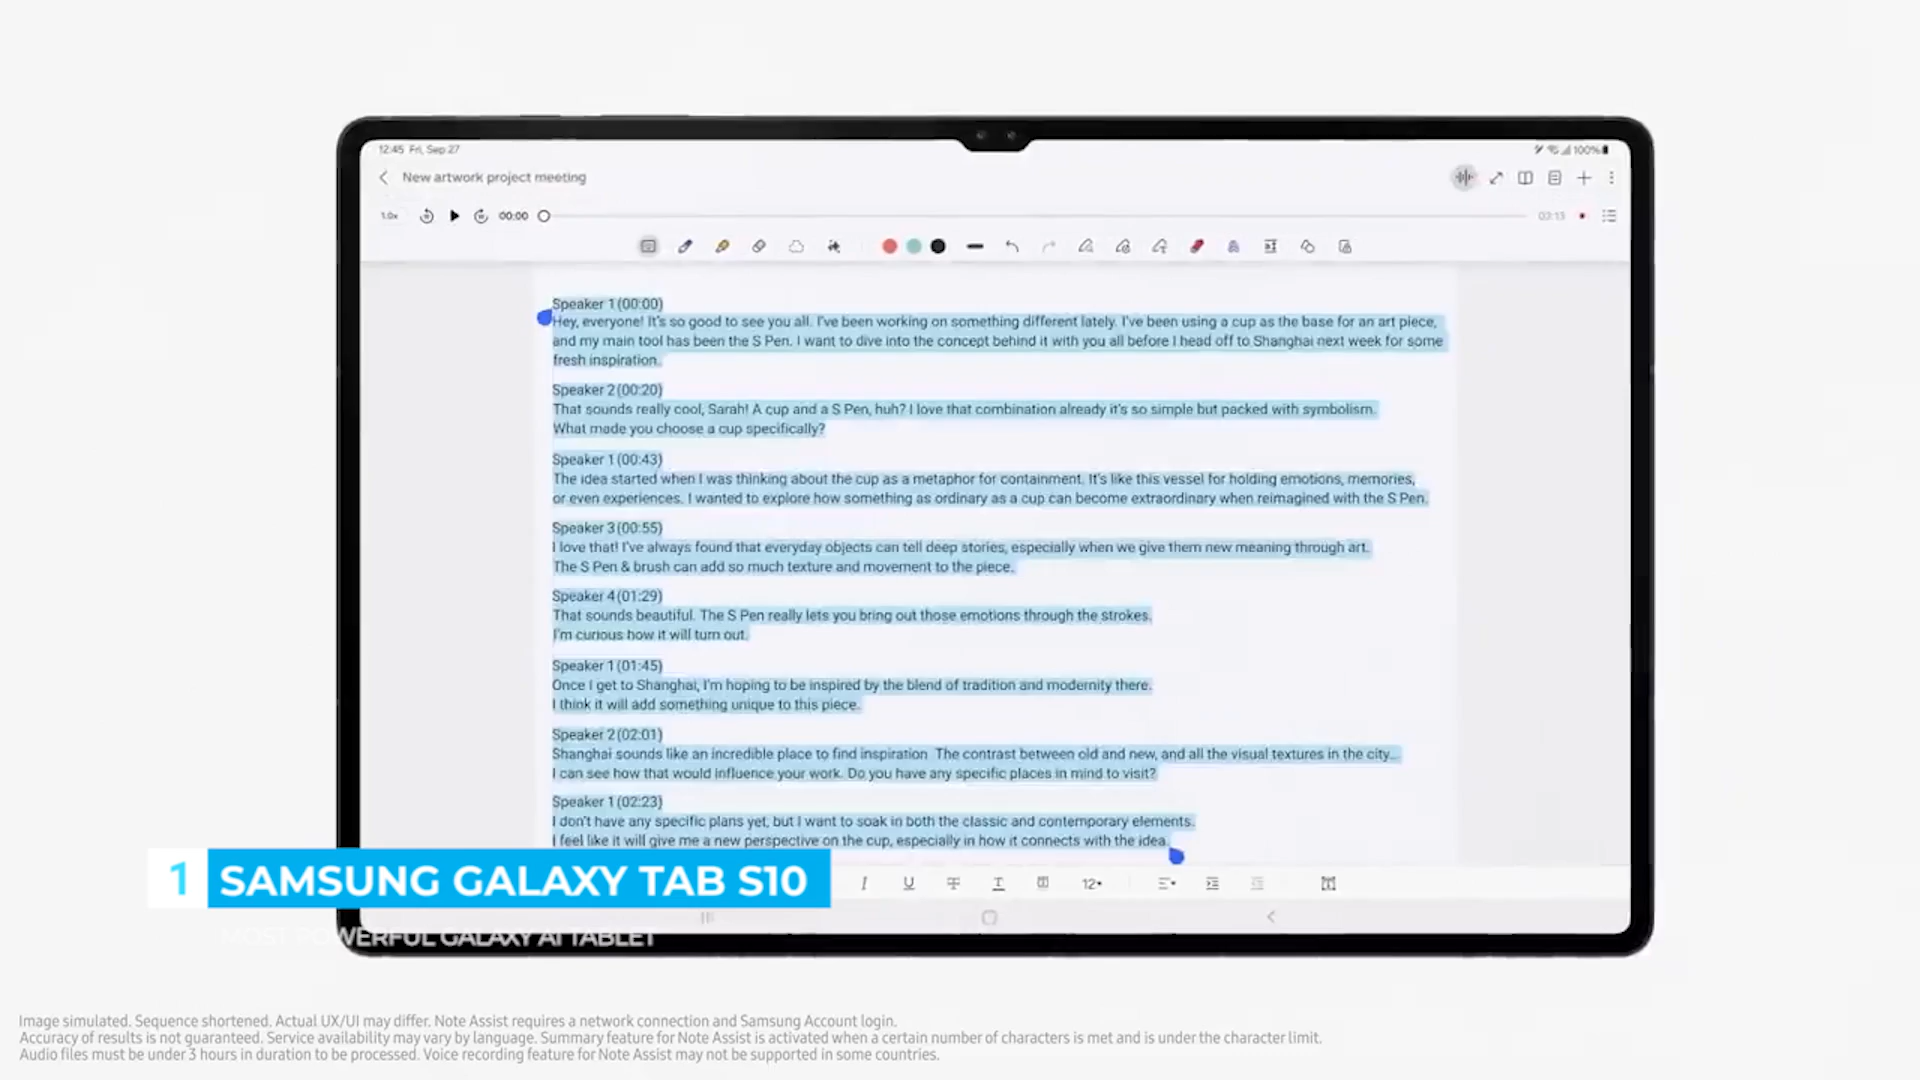 12:45 Fri, Sep 27
100%
New artwork project meeting
1.0x
00:00
03:13
Speaker 1 (00:00)
Hey, everyone! It's so good to see you all. I've been working on something different lately. I've been using a cup as the base for an art piece,
and my main tool has been the S Pen. I want to dive into the concept behind it with you all before I head off to Shanghai next week for some
fresh inspiration.
Speaker 2 (00:20)
That sounds really cool, Sarah! A cup and a S Pen, huh? I love that combination already it's so simple but packed with symbolism.
What made you choose a cup specifically?
Speaker 1 (00:43)
The idea started when I was thinking about the cup as a metaphor for containment. It's like this vessel for holding emotions, memories,
or even experiences. I wanted to explore how something as ordinary as a cup can become extraordinary when reimagined with the S Pen.
Speaker 3 (00:55)
I love that! I've always found that everyday objects can tell deep stories, especially when we give them new meaning through art.
The S Pen & brush can add so much texture and movement to the piece.
Speaker 4 (01:29)
That sounds beautiful. The S Pen really lets you bring out those emotions through the strokes.
I'm curious how it will turn out.
Speaker 1 (01:45)
Once I get to Shanghai, I'm hoping to be inspired by the blend of tradition and modernity there.
I think it will add something unique to this piece.
Speaker 2 (02:01)
Shanghai sounds like an incredible place to find inspiration. The contrast between old and new, and all the visual textures in the city...
I can see how that would influence your work. Do you have any specific places in mind to visit?
Speaker 1 (02:23)
I don't have any specific plans yet, but I want to soak in both the classic and contemporary elements.
I feel like it will give me a new perspective on the cup, especially in how it connects with the idea.
1 SAMSUNG GALAXY TAB S10
I U T T 12
MOST POWERFUL GALAXY AI TABLET
Image simulated. Sequence shortened. Actual UX/UI may differ. Note Assist requires a network connection and Samsung Account login.
Accuracy of results is not guaranteed. Service availability may vary by language. Summary feature for Note Assist is activated when a certain number of characters is met and is under the character limit.
Audio files must be under 3 hours in duration to be processed. Voice recording feature for Note Assist may not be supported in some countries.